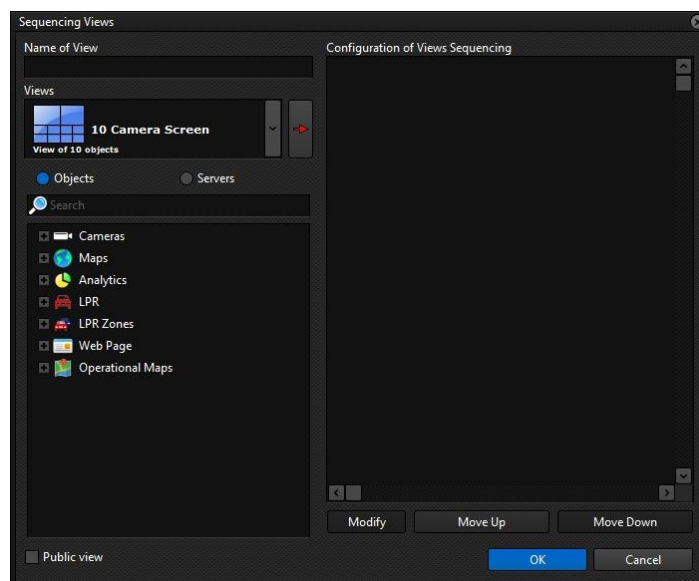 Sequencing Views
Name of View
Configuration of Views Sequencing
Views
10 Camera Screen
View of 10 objects
Objects
Servers
Search
Cameras
Maps
Analytics
LPR
LPR Zones
Web Page
Operational Maps
Modify
Move Up
Move Down
Public view
OK
Cancel